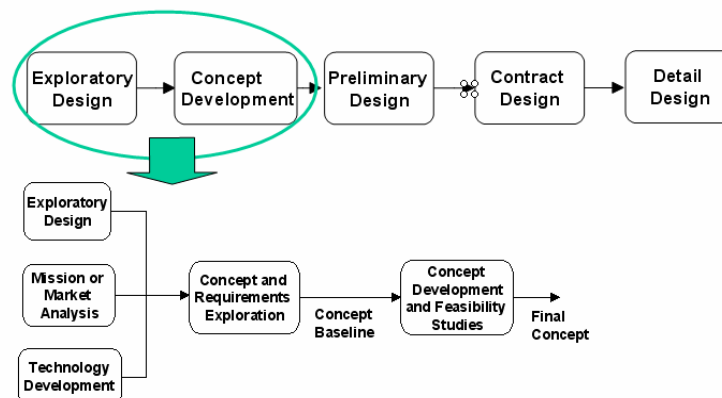 Exploratory
Design
Concept
Development
Preliminary
Design
Contract
Design
Detail
Design
Exploratory
Design
Mission or
Market
Analysis
Technology
Development
Concept and
Requirements
Exploration
Concept
Baseline
Concept
Development
and Feasibility
Studies
Final
Concept